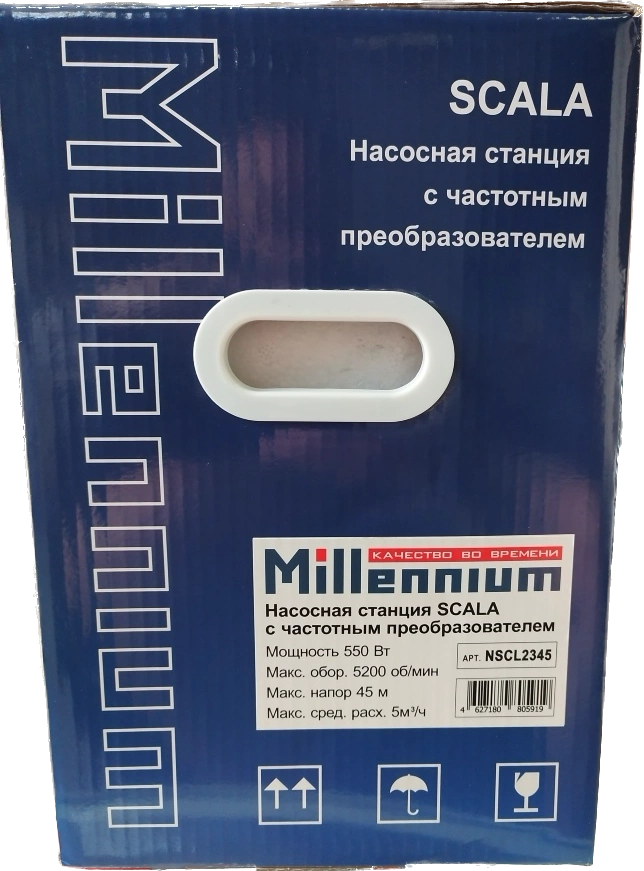 Millennium
SCALA
Насосная станция
с частотным
преобразователем
КАЧЕСТВО ВО ВРЕМЕНИ
Millennium
Насосная станция SCALA
с частотным преобразователем
Мощность 550 Вт
АРТ. NSCL2345
Макс. обор. 5200 об/мин
Макс. напор 45 м
Макс. сред. расх. 5м³/ч
4 627180 805919